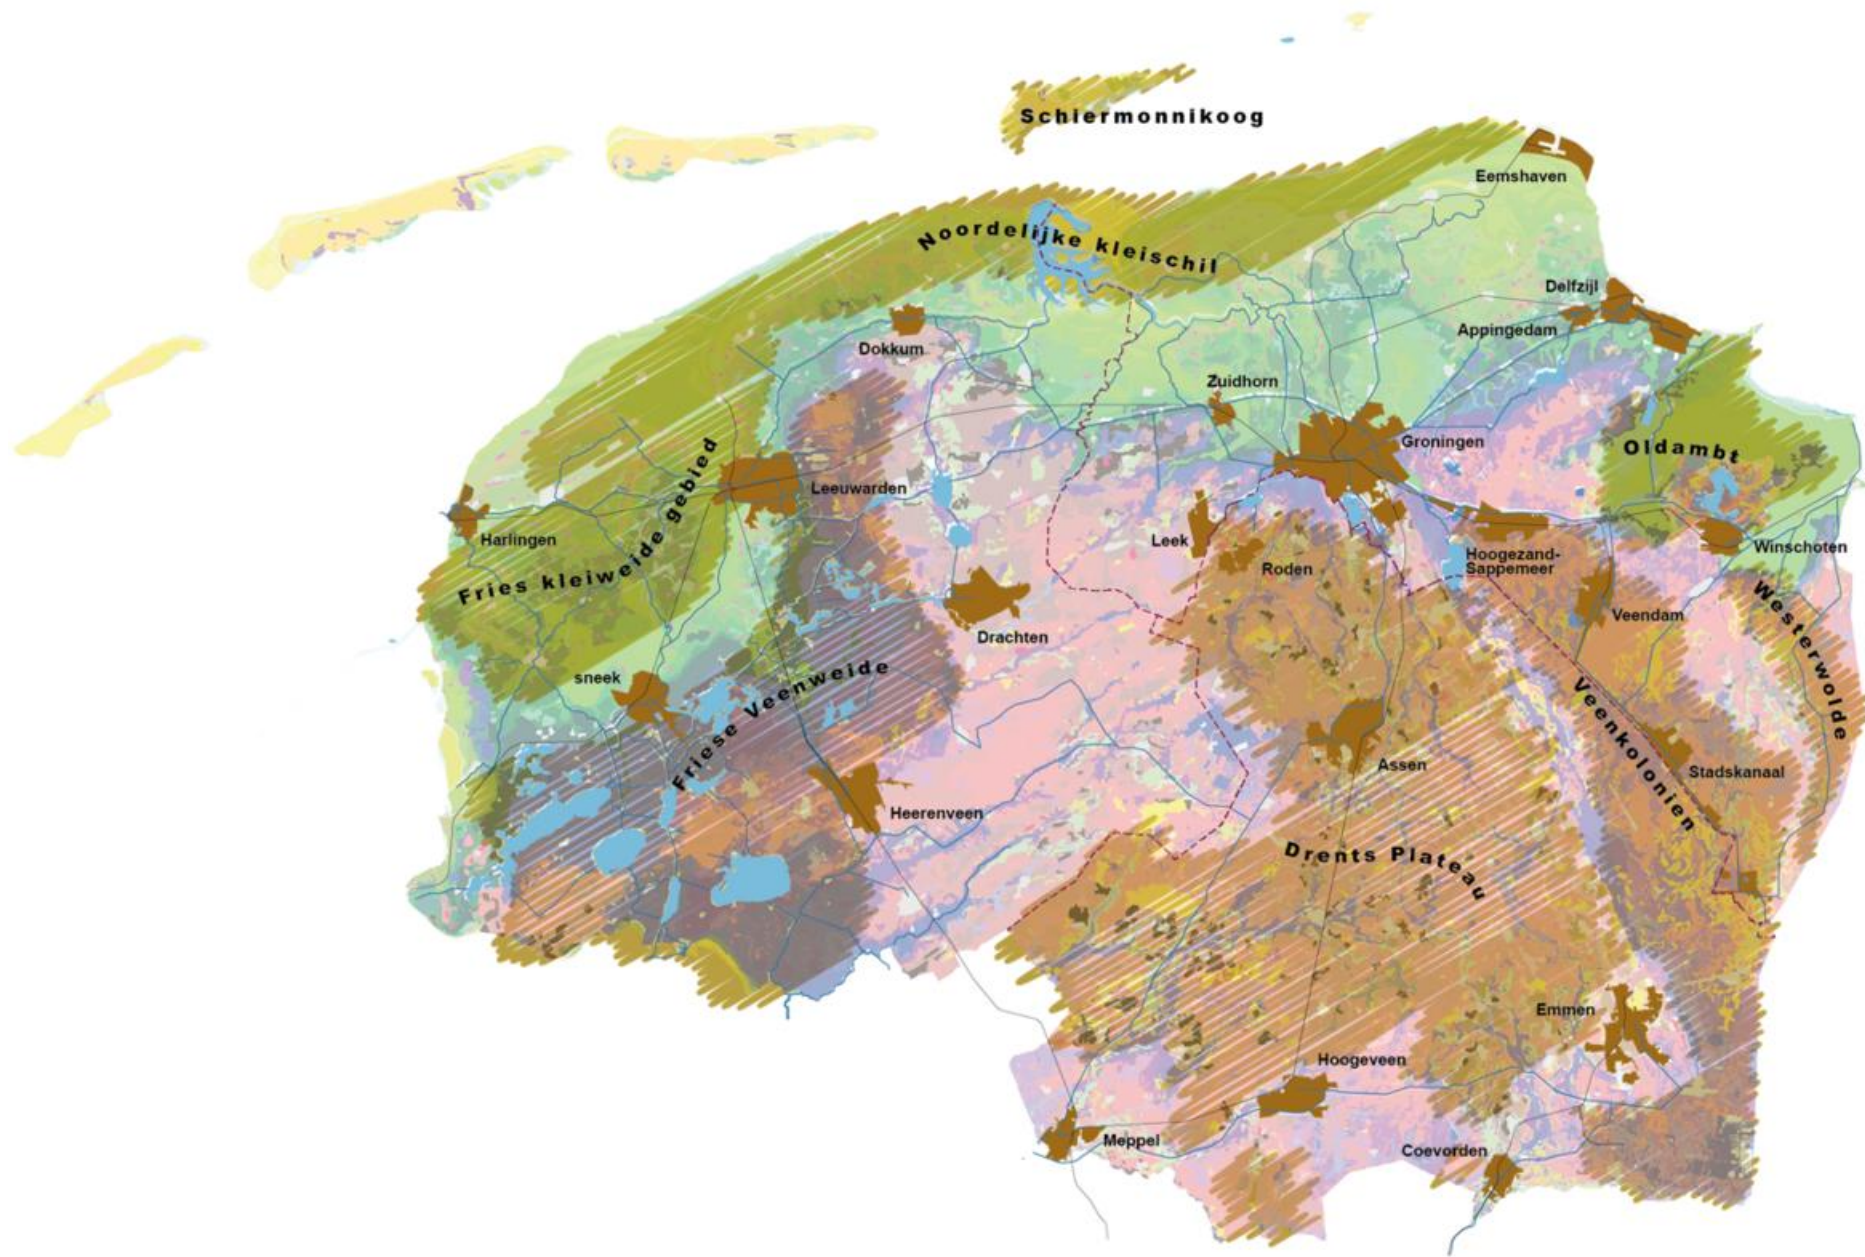 Schiermonnikoog
Eemshaven
Noordelijke kleischil
Delfzijl
Appingedam
Dokkum
Zuidhorn
Groningen
Oldambt
Leeuwarden
Fries kleiweide gebied
Harlingen
Leek
Roden
Hoogezand-
Sappemeer
Winschoten
Veendam
Westerwolde
Drachten
sneek
Friese Veenweide
Veenkolonien
Assen
Stadskanaal
Heerenveen
Drents Plateau
Emmen
Hoogeveen
Meppel
Coevorden